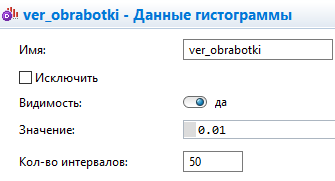 ver_obrabotki - Данные гистограммы
Имя: ver_obrabotki
Исключить
Видимость: да
Значение: 0.01
Кол-во интервалов: 50